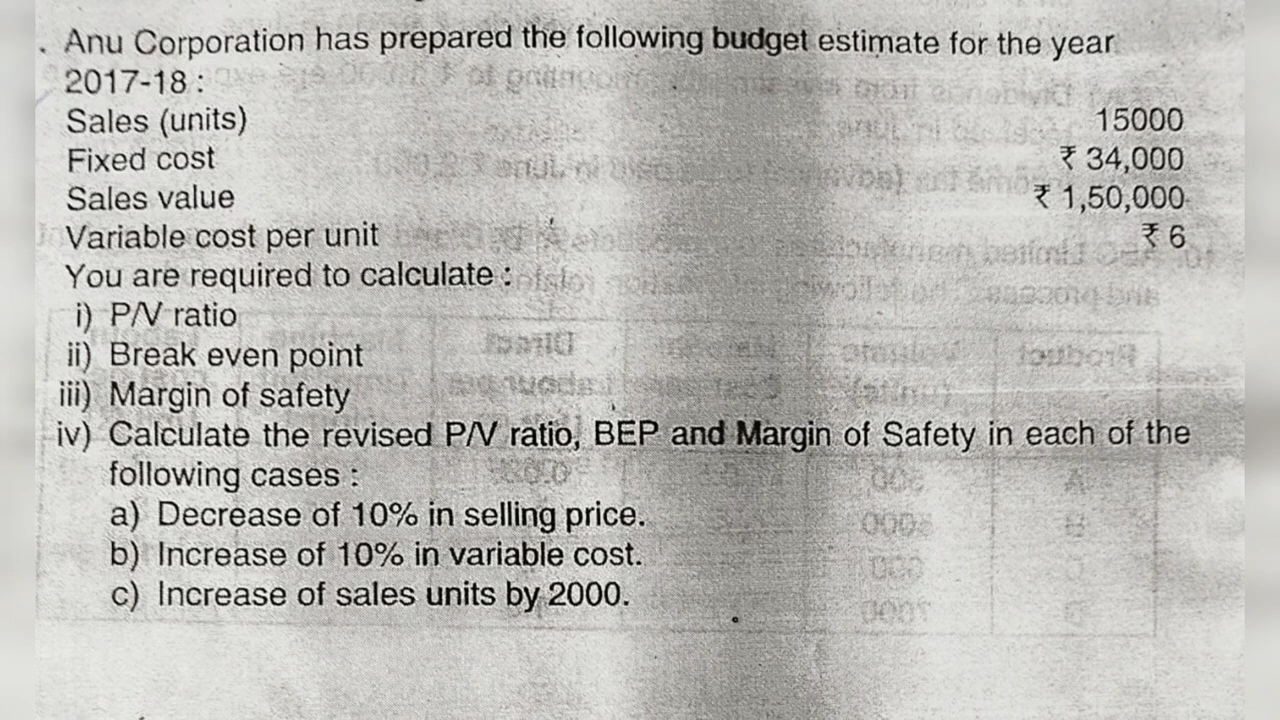 . Anu Corporation has prepared the following budget estimate for the year
2017-18 :
Sales (units) 15000
Fixed cost ₹ 34,000
Sales value ₹ 1,50,000
Variable cost per unit ₹ 6
You are required to calculate :
i) P/V ratio
ii) Break even point
iii) Margin of safety
iv) Calculate the revised P/V ratio, BEP and Margin of Safety in each of the
following cases :
a) Decrease of 10% in selling price.
b) Increase of 10% in variable cost.
c) Increase of sales units by 2000.